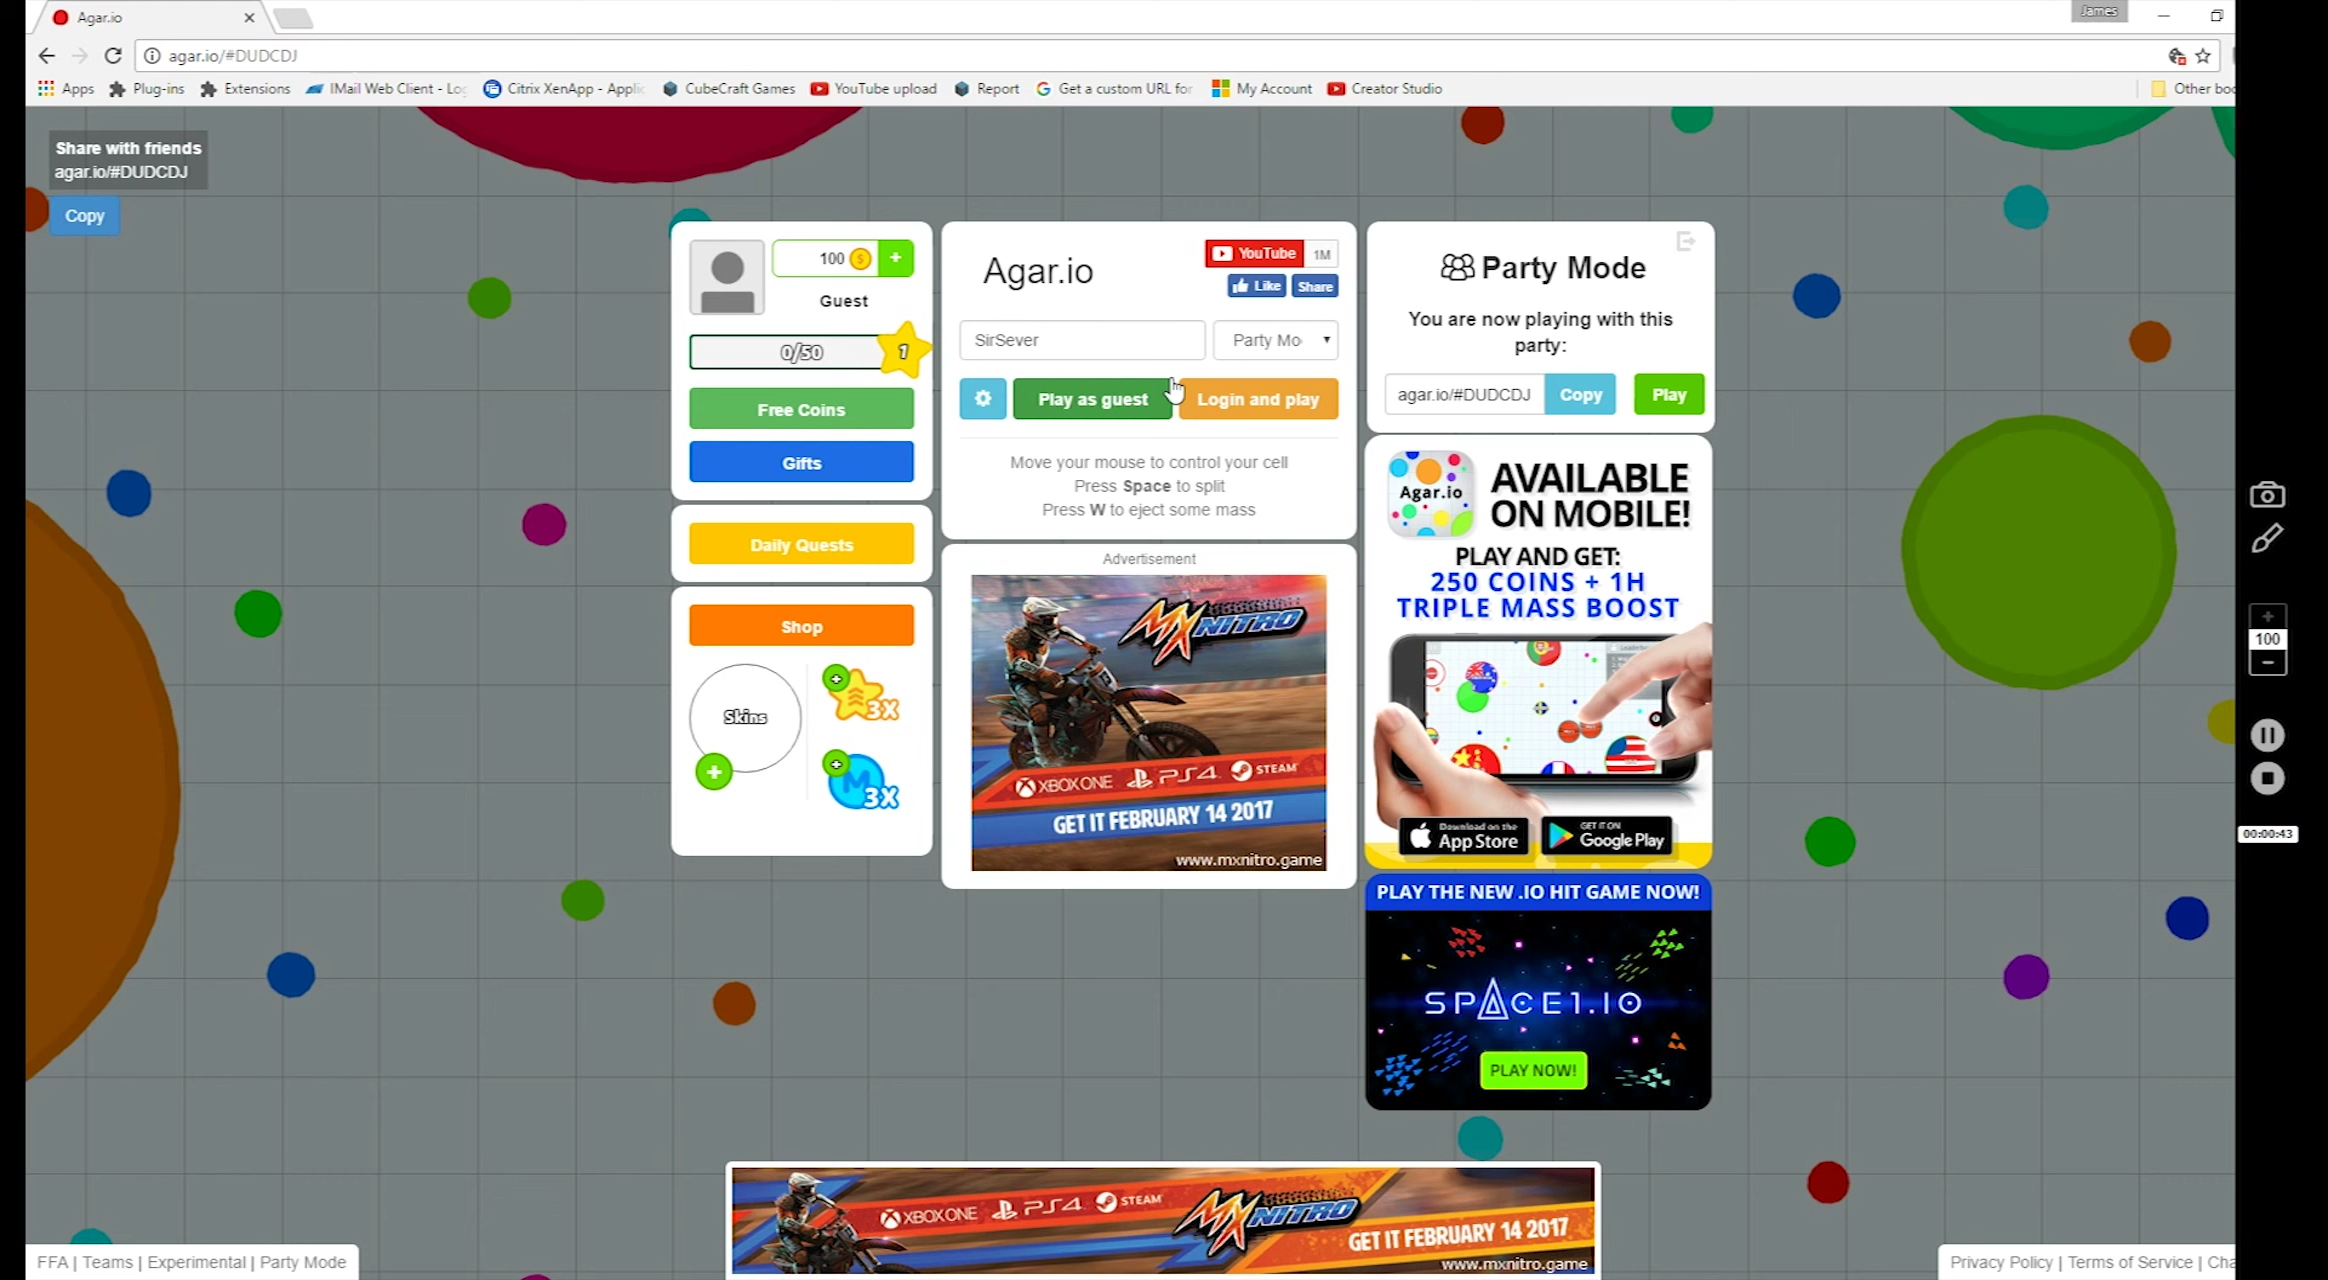 Agar.io
James
agar.io/#DUDCDJ
Apps
Plug-ins
Extensions
IMail Web Client - Lo
Citrix XenApp - Applic
CubeCraft Games
YouTube upload
Report
Get a custom URL for
My Account
Creator Studio
Other boo
Share with friends
agar.io/#DUDCDJ
Copy
100
+
Guest
0/50
1
Free Coins
Gifts
Daily Quests
Shop
Skins
3X
M
3X
Agar.io
YouTube 1M
Like Share
SirSever
Party Mo
Play as guest
Login and play
Move your mouse to control your cell
Press Space to split
Press W to eject some mass
Advertisement
MX NITRO
XBOX ONE PS4 STEAM
GET IT FEBRUARY 14 2017
www.mxnitro.game
Party Mode
You are now playing with this
party:
agar.io/#DUDCDJ
Copy
Play
Agar.io
AVAILABLE
ON MOBILE!
PLAY AND GET:
250 COINS + 1H
TRIPLE MASS BOOST
Download on the
App Store
GET IT ON
Google Play
PLAY THE NEW .IO HIT GAME NOW!
SPACE1.IO
PLAY NOW!
100
00:00:43
XBOX ONE PS4 STEAM
MX NITRO
GET IT FEBRUARY 14 2017
www.mxnitro.game
FFA | Teams | Experimental | Party Mode
Privacy Policy | Terms of Service | Cha